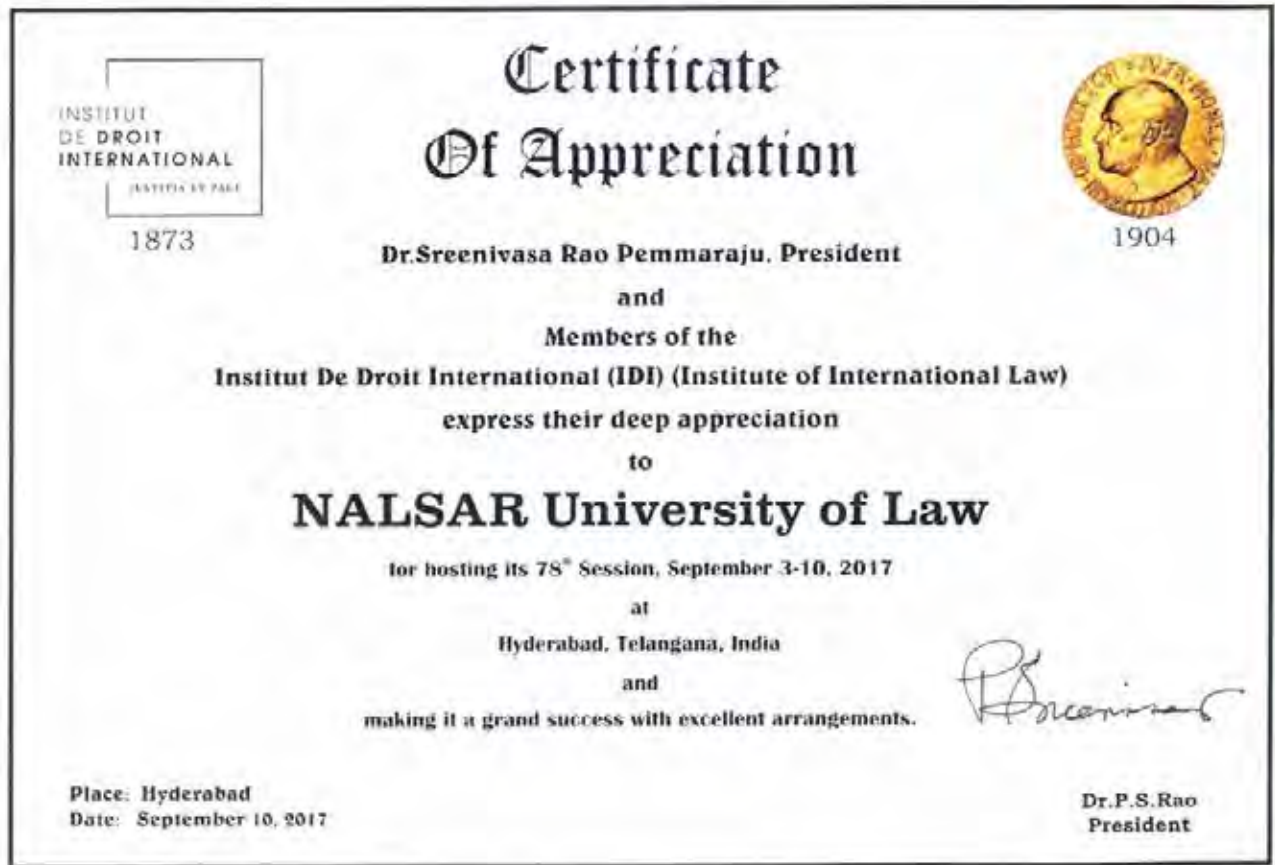 INSTITUT
DE DROIT
INTERNATIONAL
JUSTITIA ET PACE
1873
Certificate
Of Appreciation
1904
Dr.Sreenivasa Rao Pemmaraju, President
and
Members of the
Institut De Droit International (IDI) (Institute of International Law)
express their deep appreciation
to
NALSAR University of Law
for hosting its 78th Session, September 3-10, 2017
at
Hyderabad, Telangana, India
and
making it a grand success with excellent arrangements.
Place: Hyderabad
Date: September 10, 2017
Dr.P.S.Rao
President